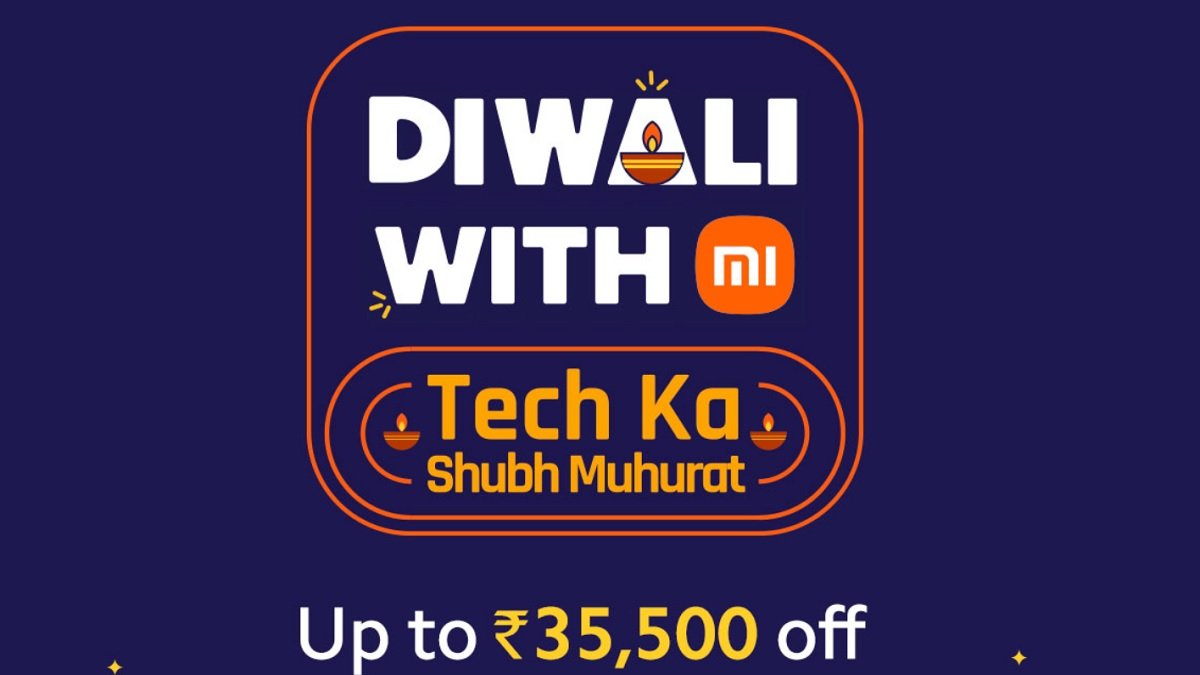 DIWALI
WITH mi
Tech Ka
Shubh Muhurat
Up to ₹35,500 off